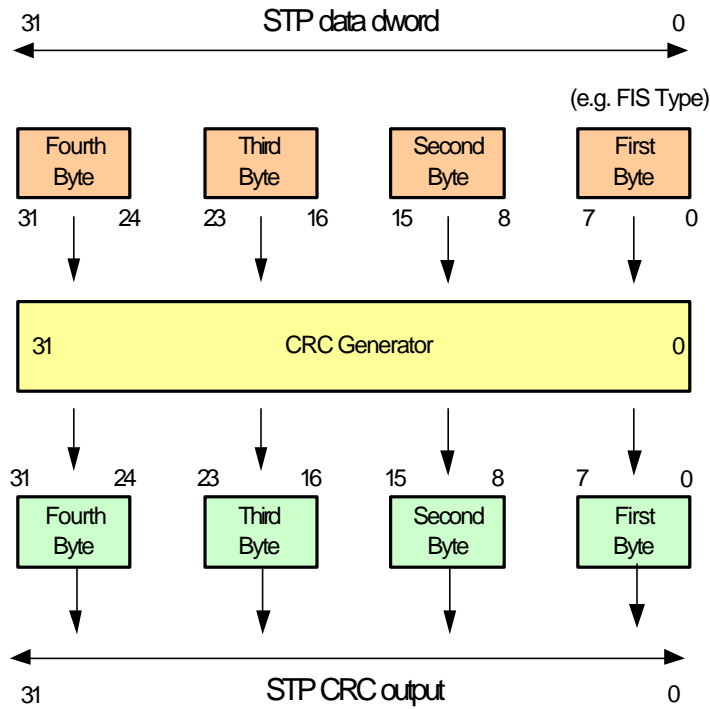 31 STP data dword 0
(e.g. FIS Type)
Fourth Third Second First
Byte Byte Byte Byte
31 24 23 16 15 8 7 0
31 CRC Generator 0
31 24 23 16 15 8 7 0
Fourth Third Second First
Byte Byte Byte Byte
31 STP CRC output 0